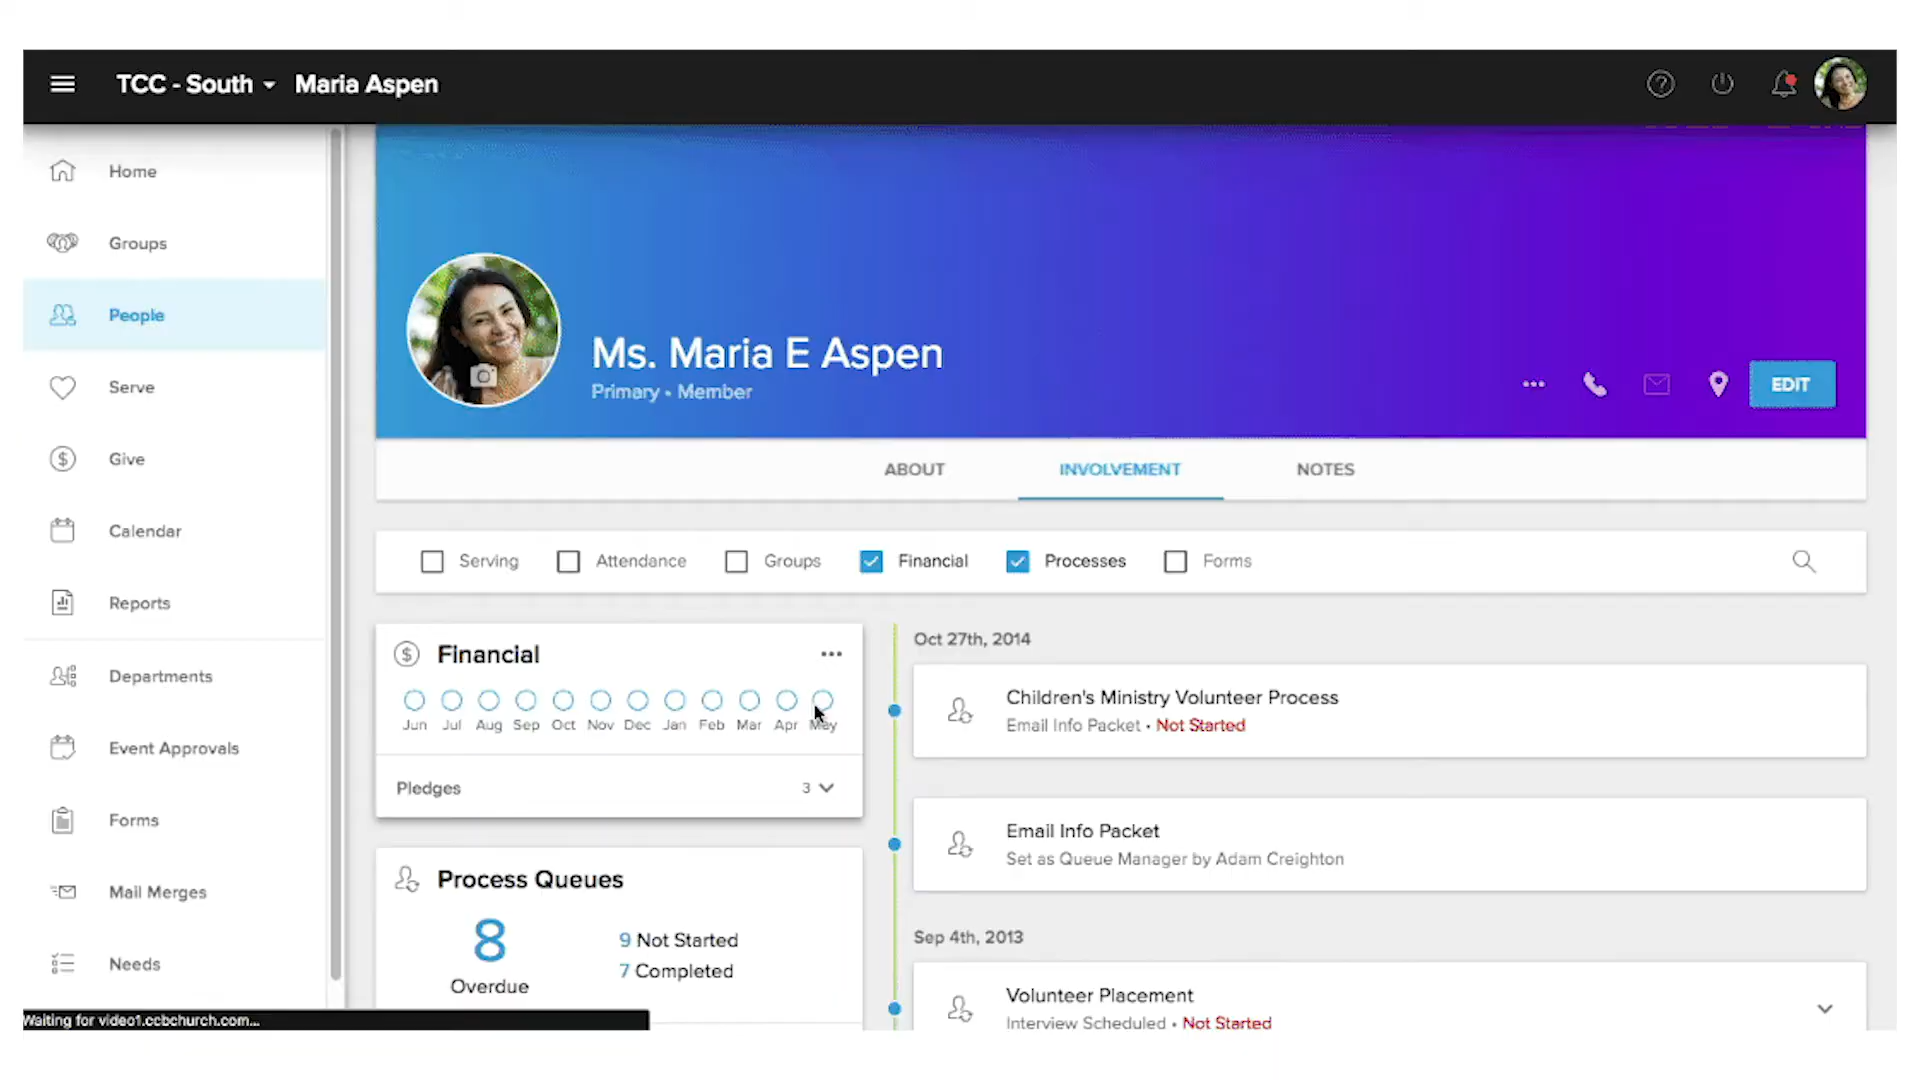 TCC - South Maria Aspen
Home
Groups
People
Serve
Give
Calendar
Reports
Departments
Event Approvals
Forms
Mail Merges
Needs
Ms. Maria E Aspen
Primary • Member
EDIT
ABOUT INVOLVEMENT NOTES
Serving Attendance Groups Financial Processes Forms
Financial
Jun Jul Aug Sep Oct Nov Dec Jan Feb Mar Apr May
Pledges 3
Process Queues
8
Overdue
9 Not Started
7 Completed
Oct 27th, 2014
Children's Ministry Volunteer Process
Email Info Packet • Not Started
Email Info Packet
Set as Queue Manager by Adam Creighton
Sep 4th, 2013
Volunteer Placement
Interview Scheduled • Not Started
Waiting for video1.ccbchurch.com...